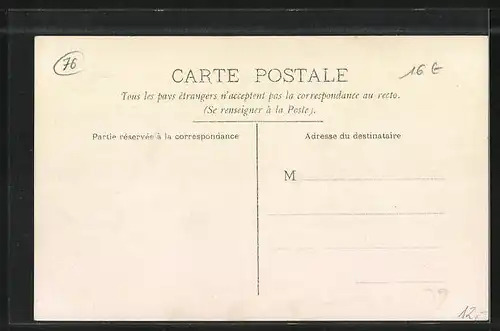 76
CARTE POSTALE
16 €
Tous les pays étrangers n'acceptent pas la correspondance au recto.
(Se renseigner à la Poste).
Partie réservée à la correspondance
Adresse du destinataire
M
12.-